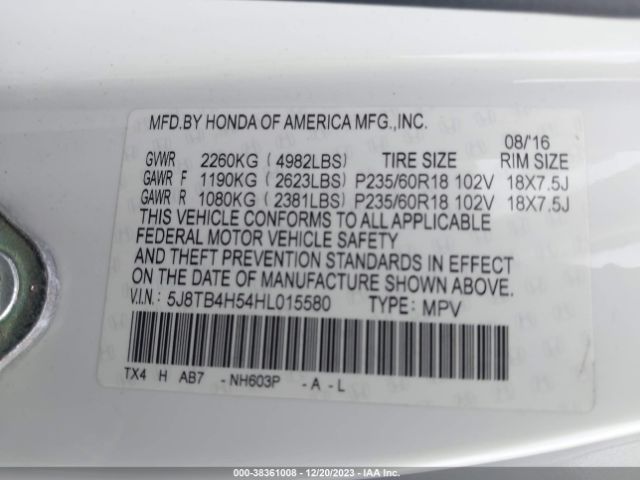 MFD.BY HONDA OF AMERICA MFG.,INC.
08/'16
GVWR 2260KG (4982LBS) TIRE SIZE RIM SIZE
GAWR F 1190KG (2623LBS) P235/60R18 102V 18X7.5J
GAWR R 1080KG (2381LBS) P235/60R18 102V 18X7.5J
THIS VEHICLE CONFORMS TO ALL APPLICABLE
FEDERAL MOTOR VEHICLE SAFETY
AND THEFT PREVENTION STANDARDS IN EFFECT
ON THE DATE OF MANUFACTURE SHOWN ABOVE.
V.I.N.: 5J8TB4H54HL015580 TYPE: MPV
TX4 H AB7 -NH603P -A-L
000-38361008 - 12/20/2023 - IAA Inc.